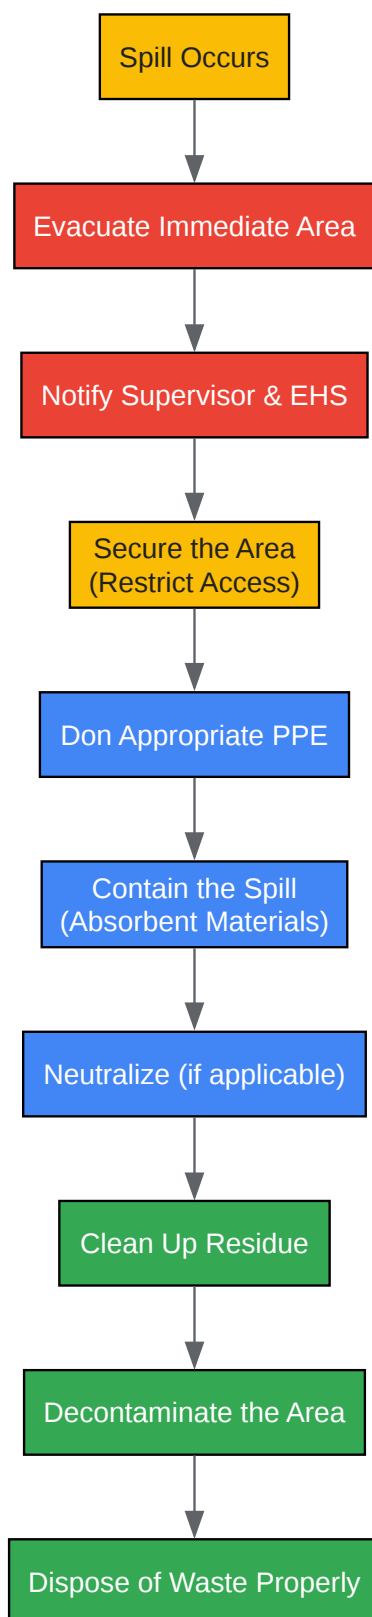 Spill Occurs
Evacuate Immediate Area
Notify Supervisor & EHS
Secure the Area
(Restrict Access)
Don Appropriate PPE
Contain the Spill
(Absorbent Materials)
Neutralize (if applicable)
Clean Up Residue
Decontaminate the Area
Dispose of Waste Properly